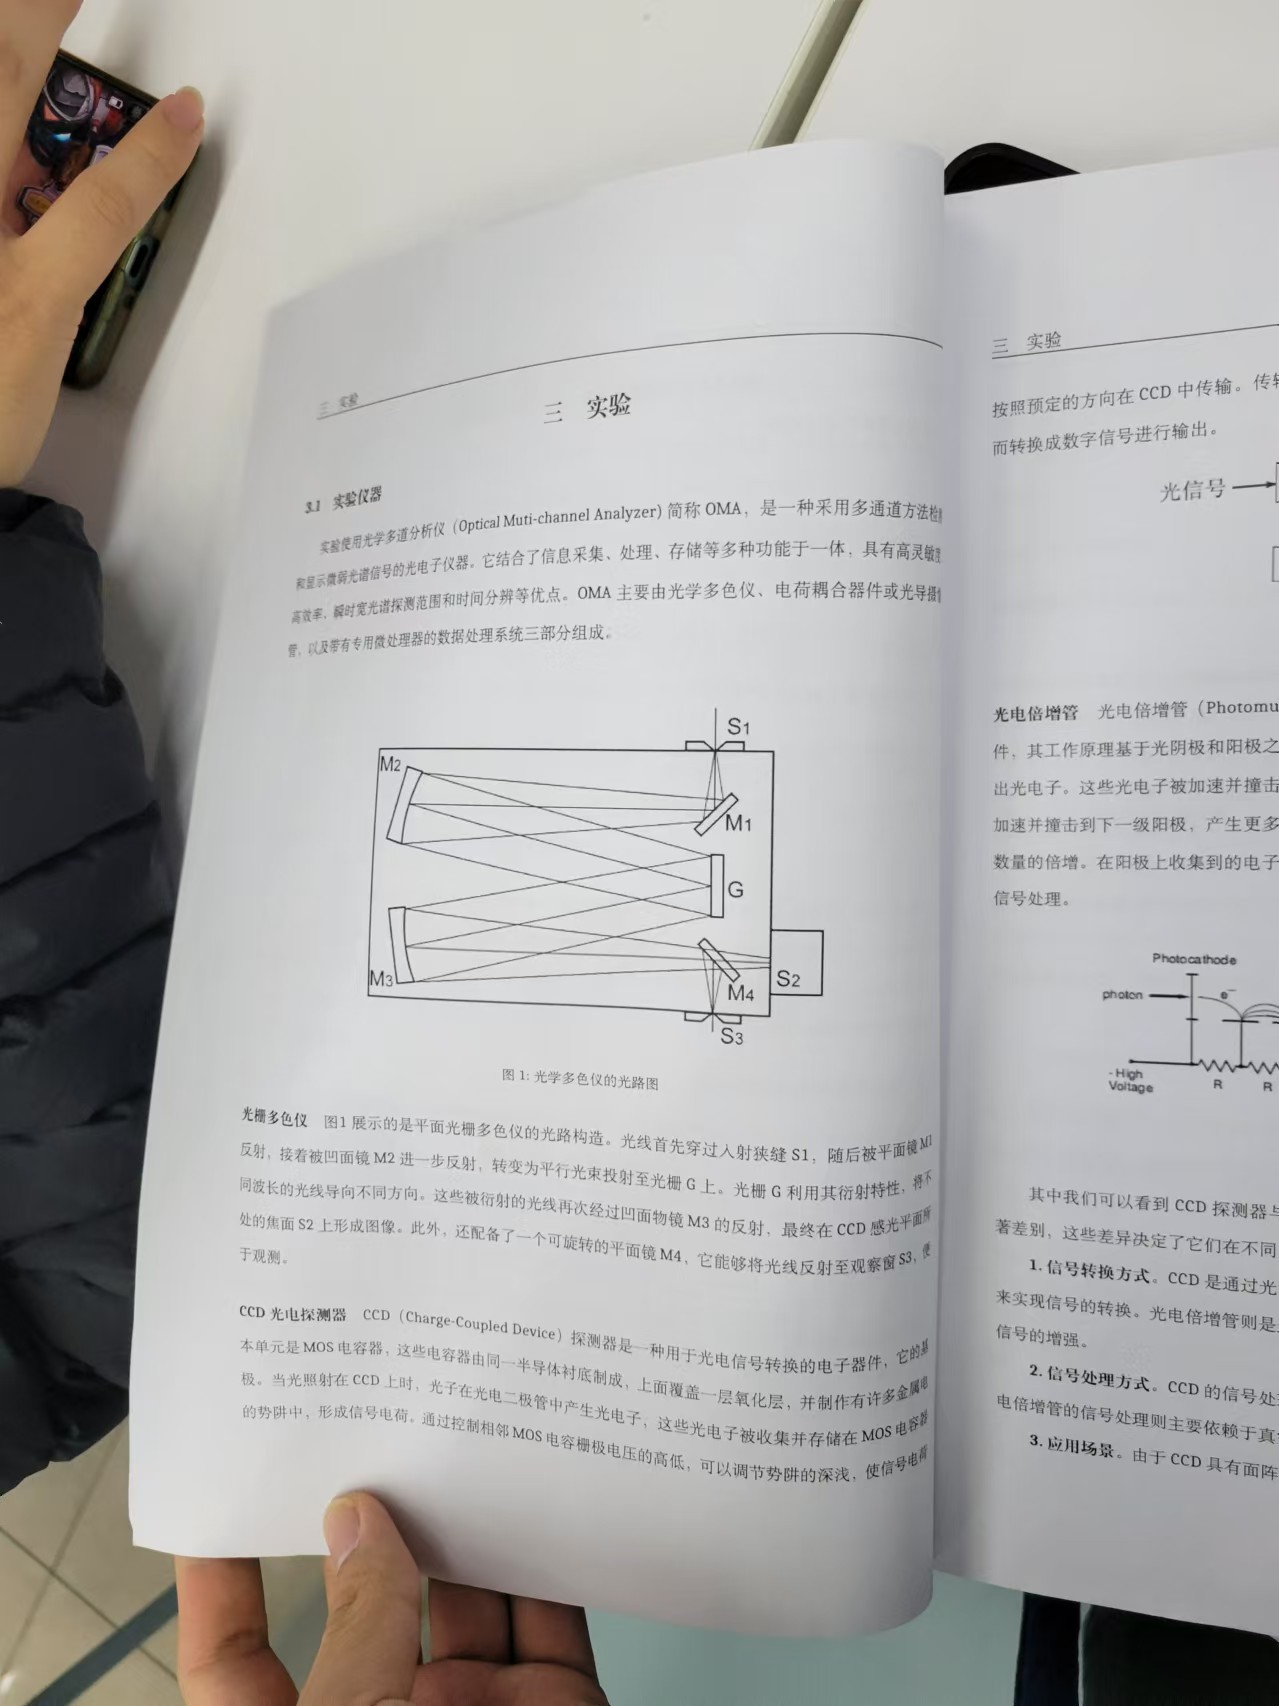 三 实验
三 实验
3.1 实验仪器
实验使用光学多道分析仪（Optical Muti-channel Analyzer) 简称 OMA，是一种采用多通道方法检
和显示微弱光谱信号的光电子仪器。它结合了信息采集、处理、存储等多种功能于一体，具有高灵敏度
高效率、瞬时宽光谱探测范围和时间分辨等优点。OMA 主要由光学多色仪、电荷耦合器件或光导摄
管，以及带有专用微处理器的数据处理系统三部分组成。
S1
M2
M1
G
M3
M4
S2
S3
图 1: 光学多色仪的光路图
光栅多色仪 图1 展示的是平面光栅多色仪的光路构造。光线首先穿过入射狭缝 S1，随后被平面镜 M1
反射，接着被凹面镜 M2 进一步反射，转变为平行光束投射至光栅 G 上。光栅 G 利用其衍射特性，将不
同波长的光线导向不同方向。这些被衍射的光线再次经过凹面物镜 M3 的反射，最终在 CCD 感光平面所
处的焦面 S2 上形成图像。此外，还配备了一个可旋转的平面镜 M4，它能够将光线反射至观察窗 S3，便
于观测。
CCD 光电探测器 CCD（Charge-Coupled Device）探测器是一种用于光电信号转换的电子器件，它的基
本单元是 MOS 电容器，这些电容器由同一半导体衬底制成，上面覆盖一层氧化层，并制作有许多金属电
极。当光照射在 CCD 上时，光子在光电二极管中产生光电子，这些光电子被收集并存储在 MOS 电容器
的势阱中，形成信号电荷。通过控制相邻 MOS 电容栅极电压的高低，可以调节势阱的深浅，使信号电荷
三 实验
按照预定的方向在 CCD 中传输。传
而转换成数字信号进行输出。
光信号
光电倍增管 光电倍增管（Photomu
件，其工作原理基于光阴极和阳极之
出光电子。这些光电子被加速并撞击
加速并撞击到下一级阳极，产生更多
数量的倍增。在阳极上收集到的电子
信号处理。
Photocathode
photon
e⁻
- High
Voltage
R
R
其中我们可以看到 CCD 探测器与
著差别，这些差异决定了它们在不同
1. 信号转换方式。CCD 是通过光
来实现信号的转换。光电倍增管则是
信号的增强。
2. 信号处理方式。CCD 的信号处
电倍增管的信号处理则主要依赖于真
3. 应用场景。由于 CCD 具有面阵